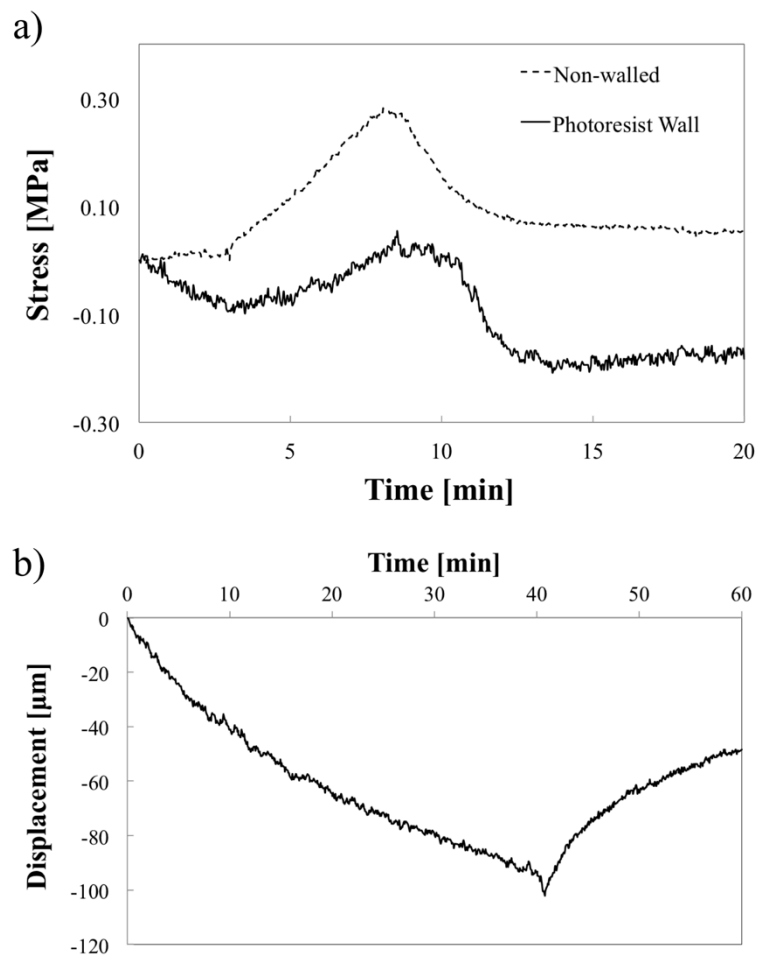 a)
Stress [MPa]
0.30
0.10
-0.10
-0.30
Non-walled
Photoresist Wall
0 5 10 15 20
Time [min]
b)
Time [min]
0 10 20 30 40 50 60
Displacement [μm]
0
-20
-40
-60
-80
-100
-120